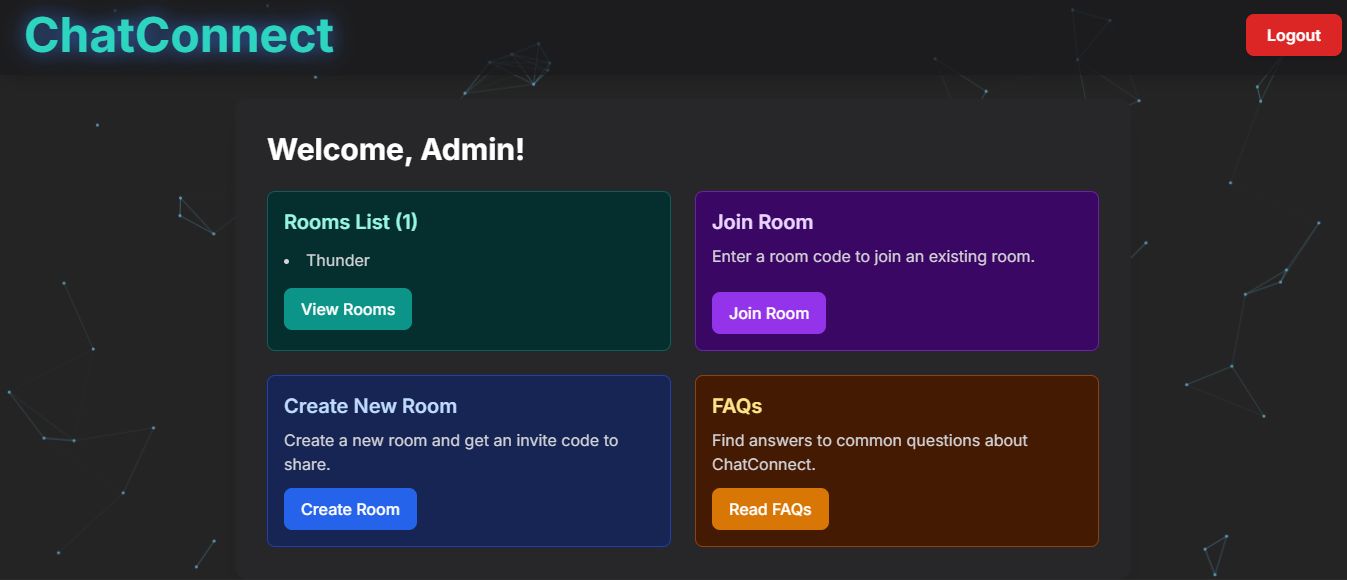 ChatConnect
Logout
Welcome, Admin!
Rooms List (1)
• Thunder
View Rooms
Join Room
Enter a room code to join an existing room.
Join Room
Create New Room
Create a new room and get an invite code to
share.
Create Room
FAQs
Find answers to common questions about
ChatConnect.
Read FAQs